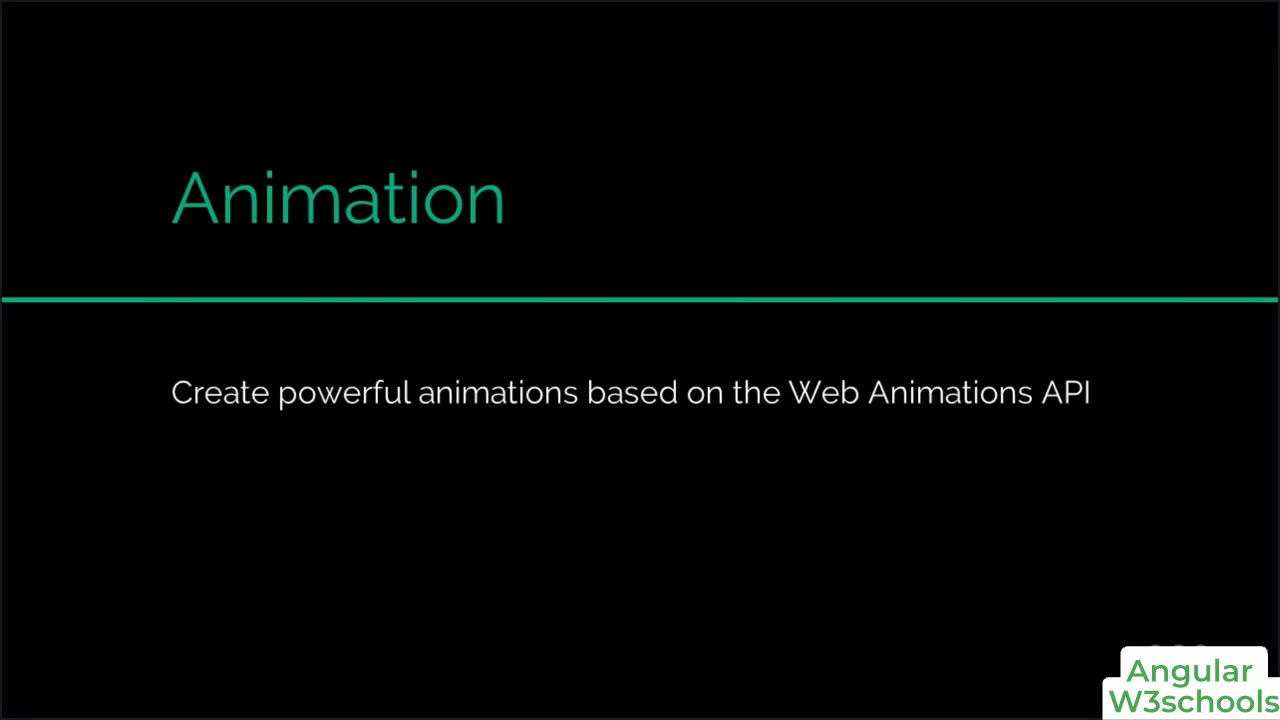 Animation
Create powerful animations based on the Web Animations API
Angular
W3schools